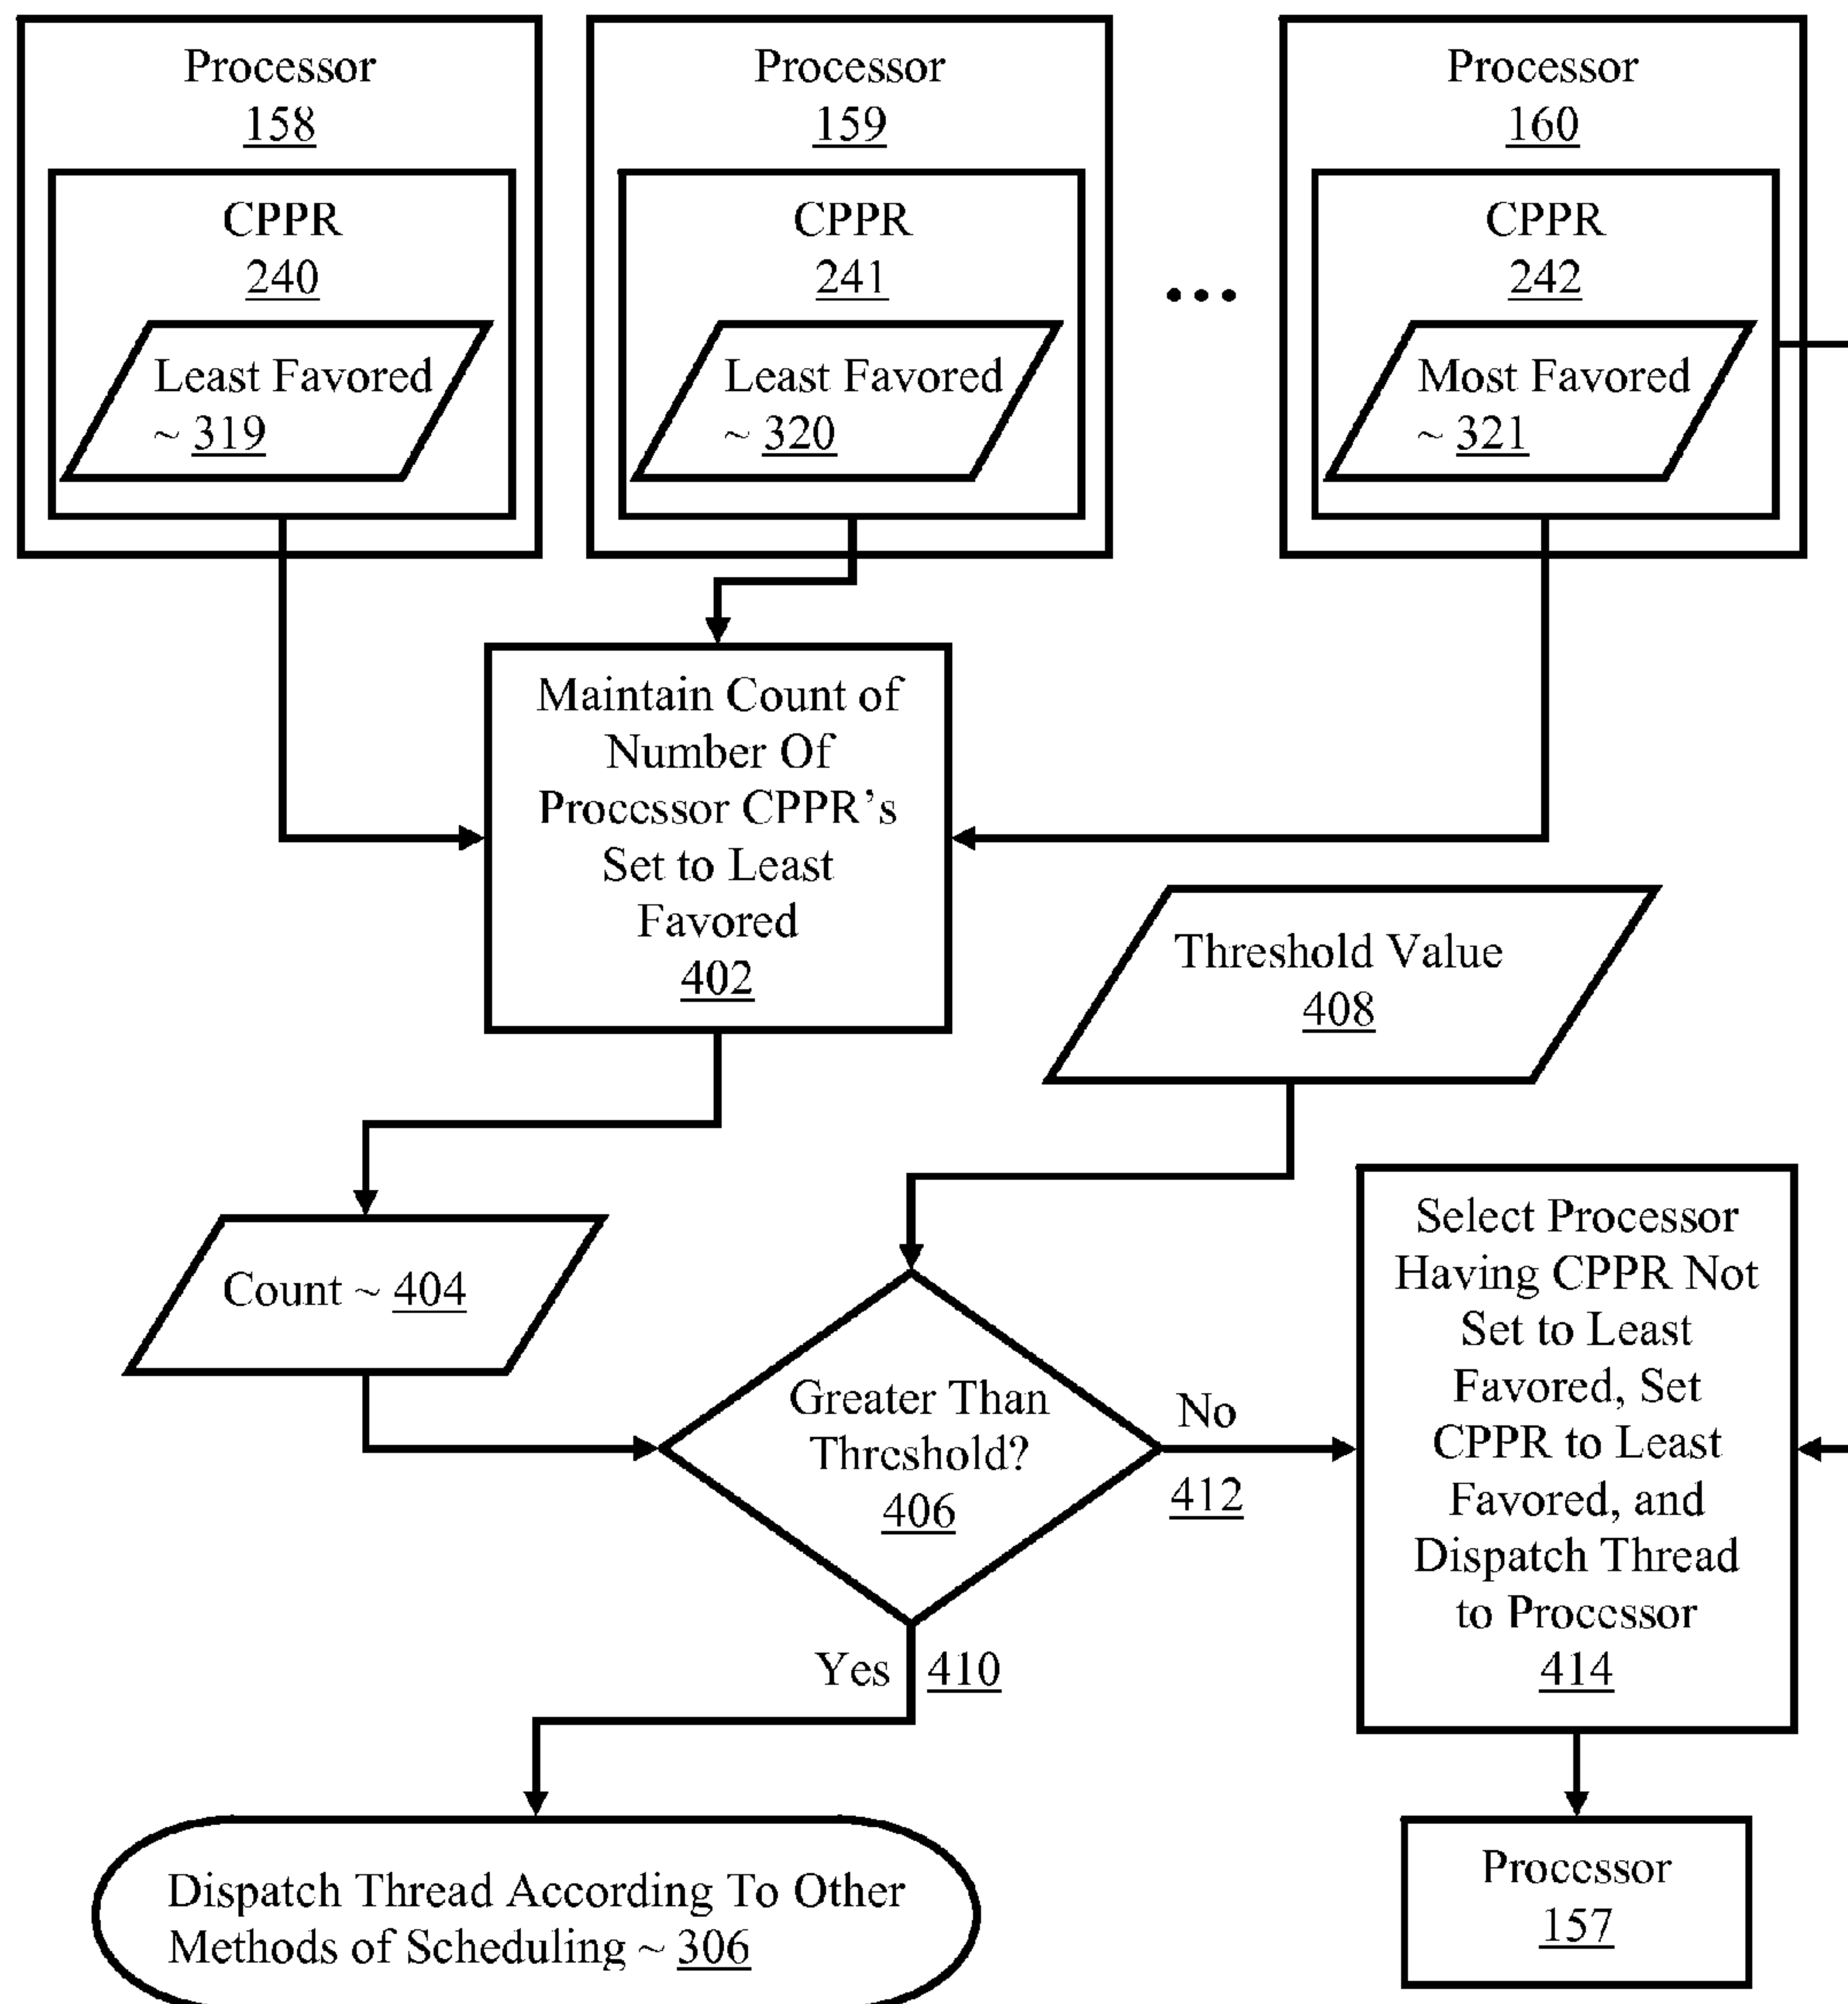 Processor
158
CPPR
240
Least Favored
~ 319
Processor
159
CPPR
241
Least Favored
~ 320
Processor
160
CPPR
242
Most Favored
~ 321
Maintain Count of
Number Of
Processor CPPR's
Set to Least
Favored
402
Threshold Value
408
Count ~ 404
Greater Than
Threshold?
406
No
412
Yes
410
Select Processor
Having CPPR Not
Set to Least
Favored, Set
CPPR to Least
Favored, and
Dispatch Thread
to Processor
414
Dispatch Thread According To Other
Methods of Scheduling ~ 306
Processor
157